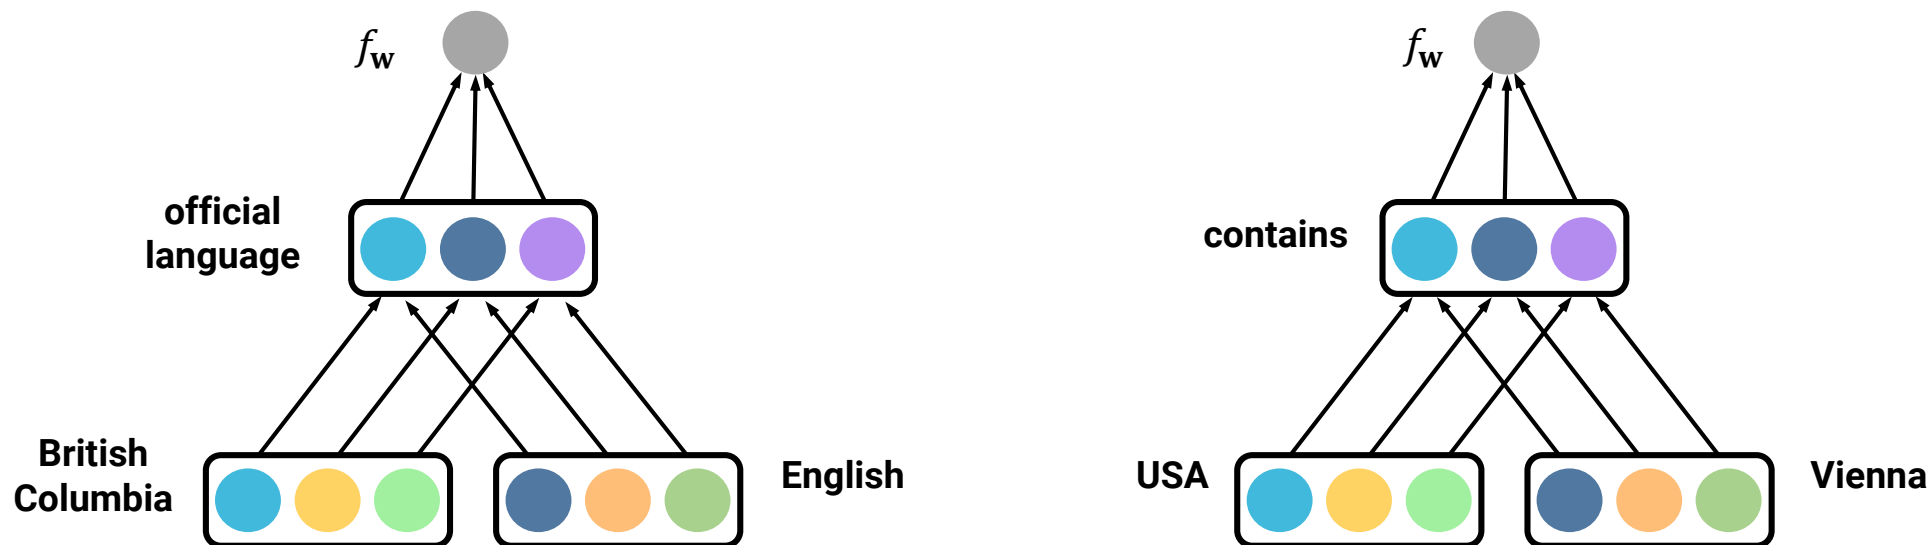 f_w
official
language
British
Columbia
English
f_w
contains
USA
Vienna